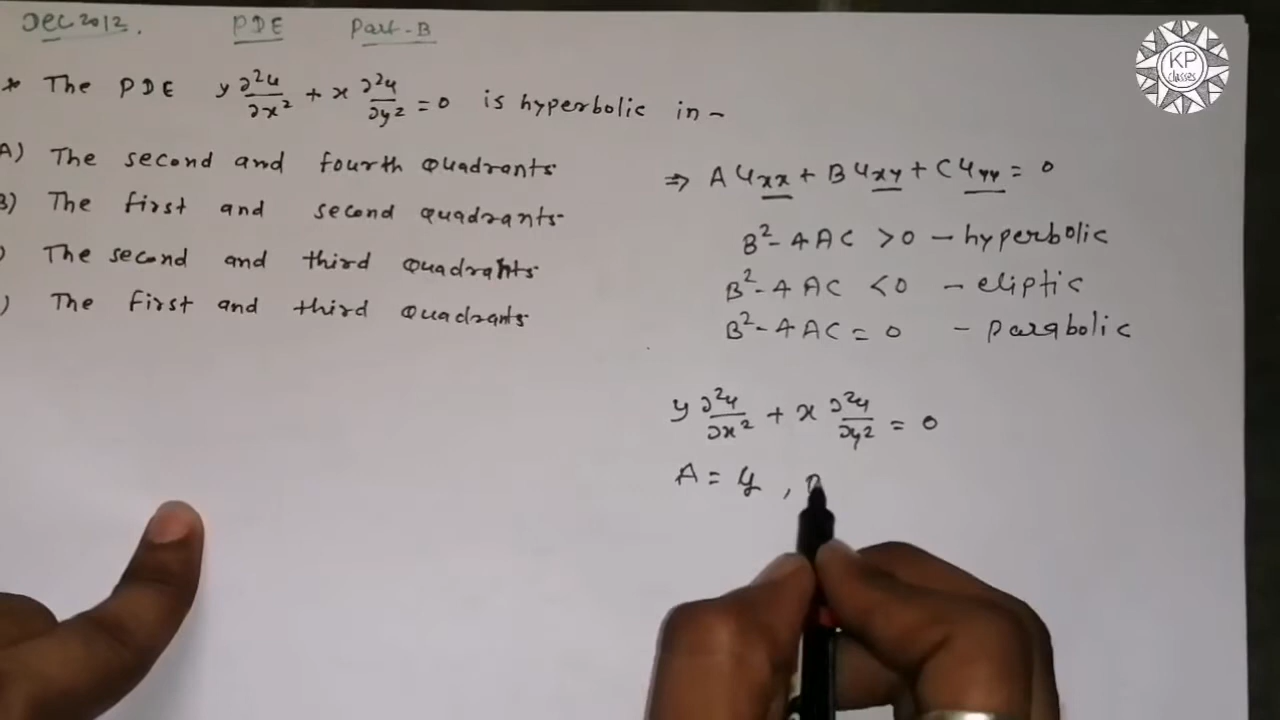 Dec 2012. PDE Part-B
* The PDE y ∂²u/∂x² + x ∂²u/∂y² = 0 is hyperbolic in -
A) The second and fourth Quadrants
B) The first and second quadrants-
) The second and third Quadrants
) The First and third Quadrants
⇒ A uxx + B uxy + C uyy = 0
B² - 4AC > 0 - hyperbolic
B² - 4AC < 0 - eliptic
B² - 4AC = 0 - parabolic
y ∂²u/∂x² + x ∂²u/∂y² = 0
A = y ,
KP
classes